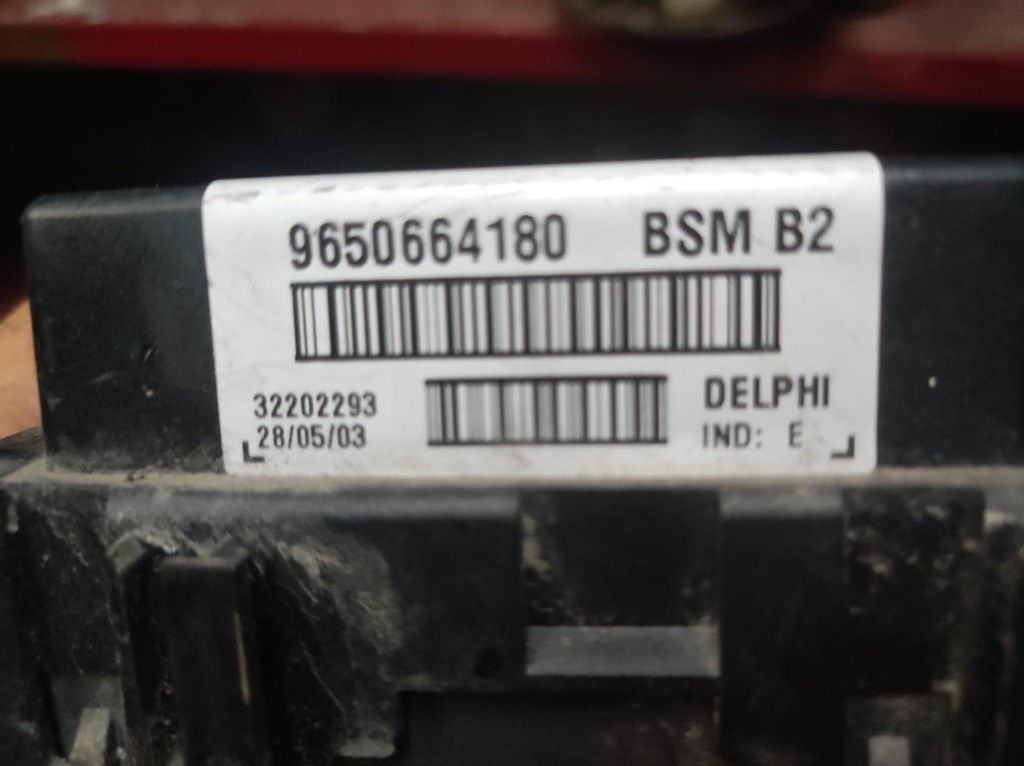 9650664180 BSM B2
32202293 DELPHI
28/05/03 IND: E